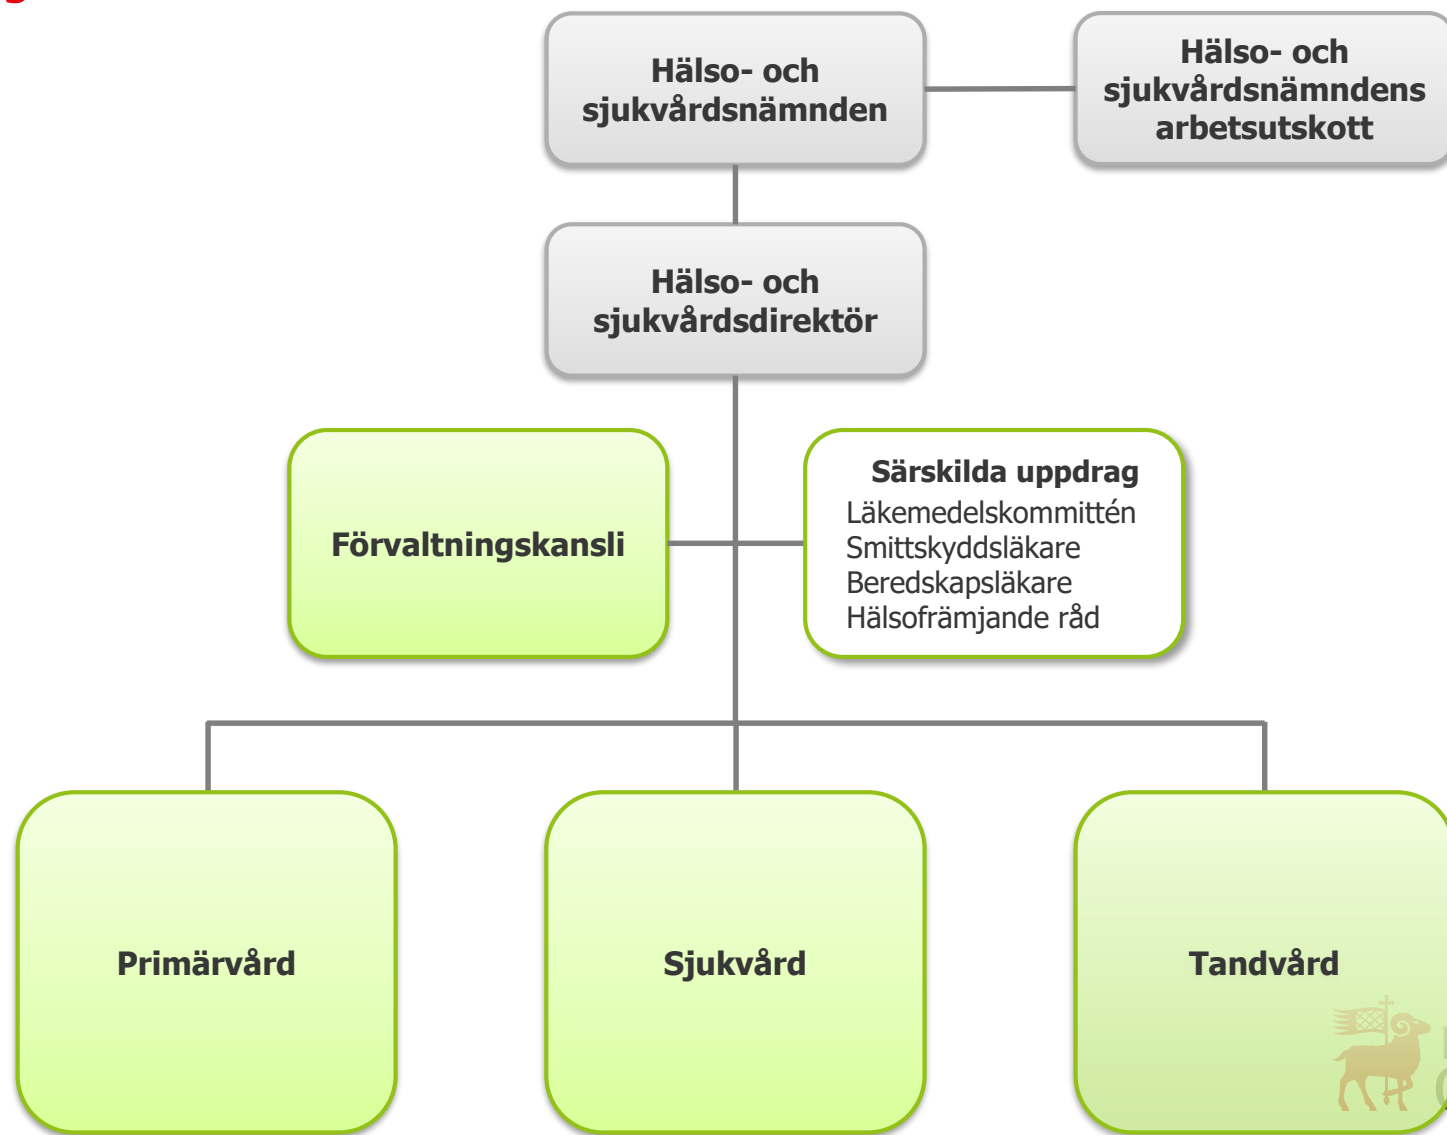 Hälso- och
sjukvårdsnämnden
Hälso- och
sjukvårdsnämndens
arbetsutskott
Hälso- och
sjukvårdsdirektör
Förvaltningskansli
Särskilda uppdrag
Läkemedelskommittén
Smittskyddsläkare
Beredskapsläkare
Hälsofrämjande råd
Primärvård
Sjukvård
Tandvård